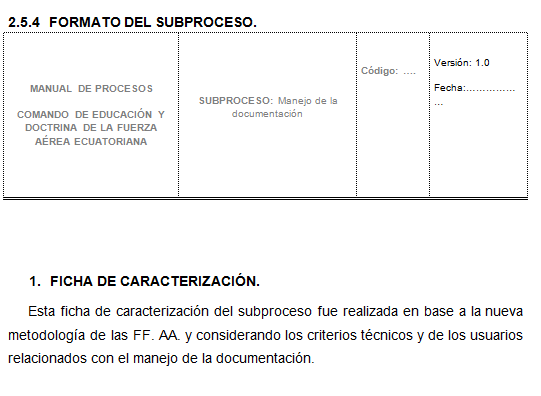 2.5.4 FORMATO DEL SUBPROCESO.
MANUAL DE PROCESOS
COMANDO DE EDUCACIÓN Y
DOCTRINA DE LA FUERZA
AÉREA ECUATORIANA
SUBPROCESO: Manejo de la
documentación
Código: ....
Versión: 1.0
Fecha:...............
...
1. FICHA DE CARACTERIZACIÓN.
Esta ficha de caracterización del subproceso fue realizada en base a la nueva
metodología de las FF. AA. y considerando los criterios técnicos y de los usuarios
relacionados con el manejo de la documentación.